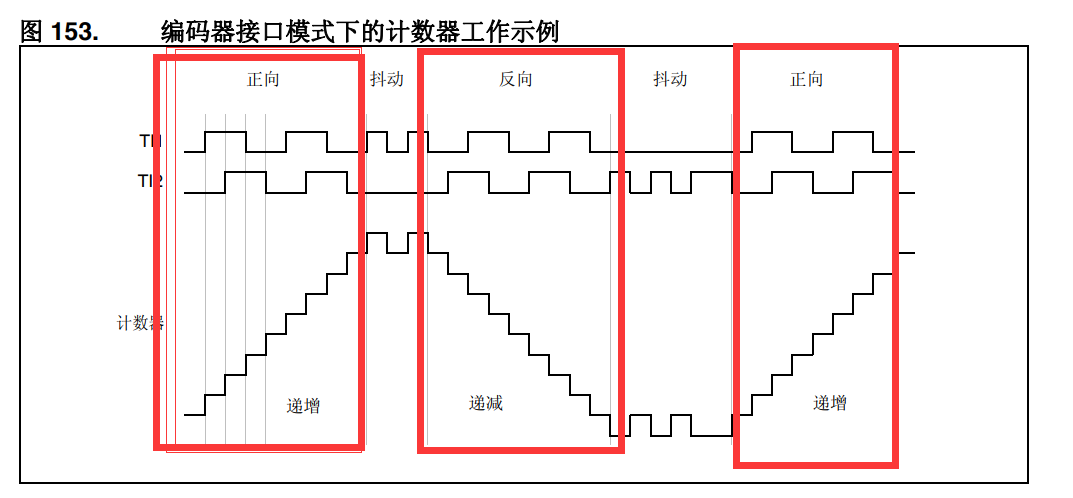 图 153. 编码器接口模式下的计数器工作示例
正向 抖动 反向 抖动 正向
TI1
TI2
计数器
递增 递减 递增